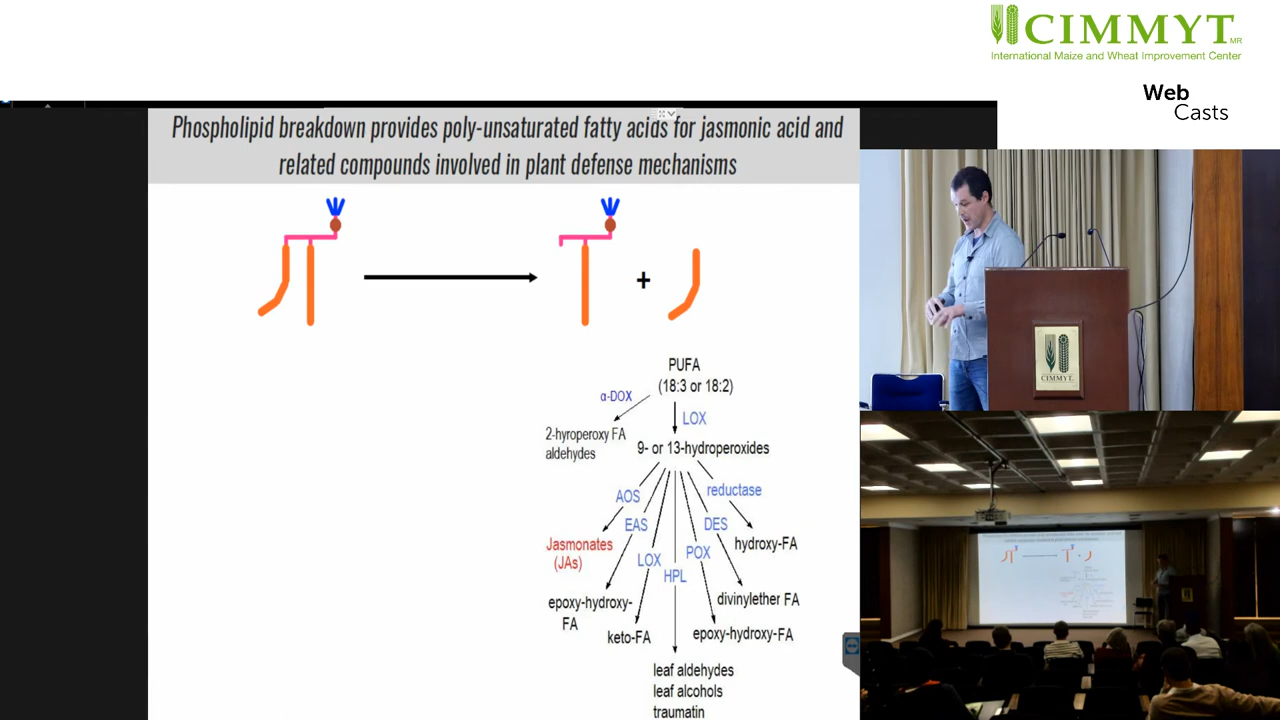 CIMMYT MR
International Maize and Wheat Improvement Center
Web
Casts
Phospholipid breakdown provides poly-unsaturated fatty acids for jasmonic acid and
related compounds involved in plant defense mechanisms
+
PUFA
(18:3 or 18:2)
α-DOX
LOX
2-hyroperoxy FA
aldehydes
9- or 13-hydroperoxides
AOS
reductase
EAS
DES
Jasmonates
(JAs)
hydroxy-FA
LOX
POX
HPL
epoxy-hydroxy-
FA
divinylether FA
keto-FA
epoxy-hydroxy-FA
leaf aldehydes
leaf alcohols
traumatin
CIMMYT